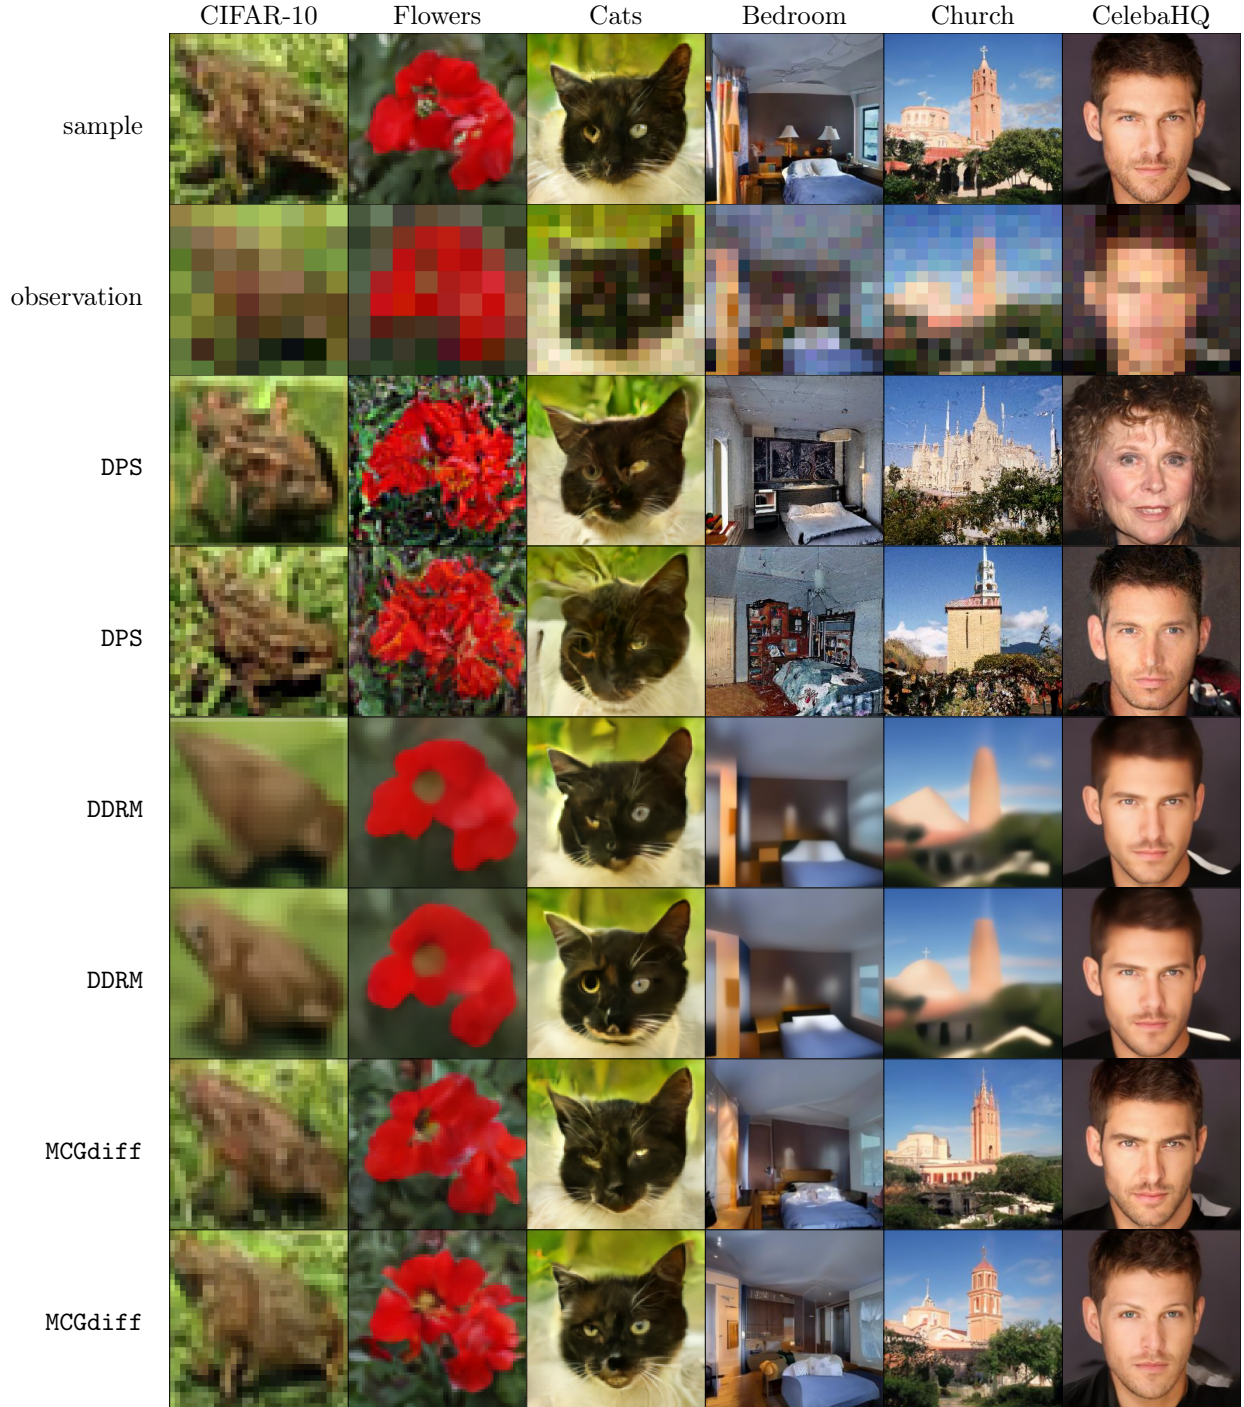 CIFAR-10 Flowers Cats Bedroom Church CelebaHQ
sample
observation
DPS
DPS
DDRM
DDRM
MCGdiff
MCGdiff